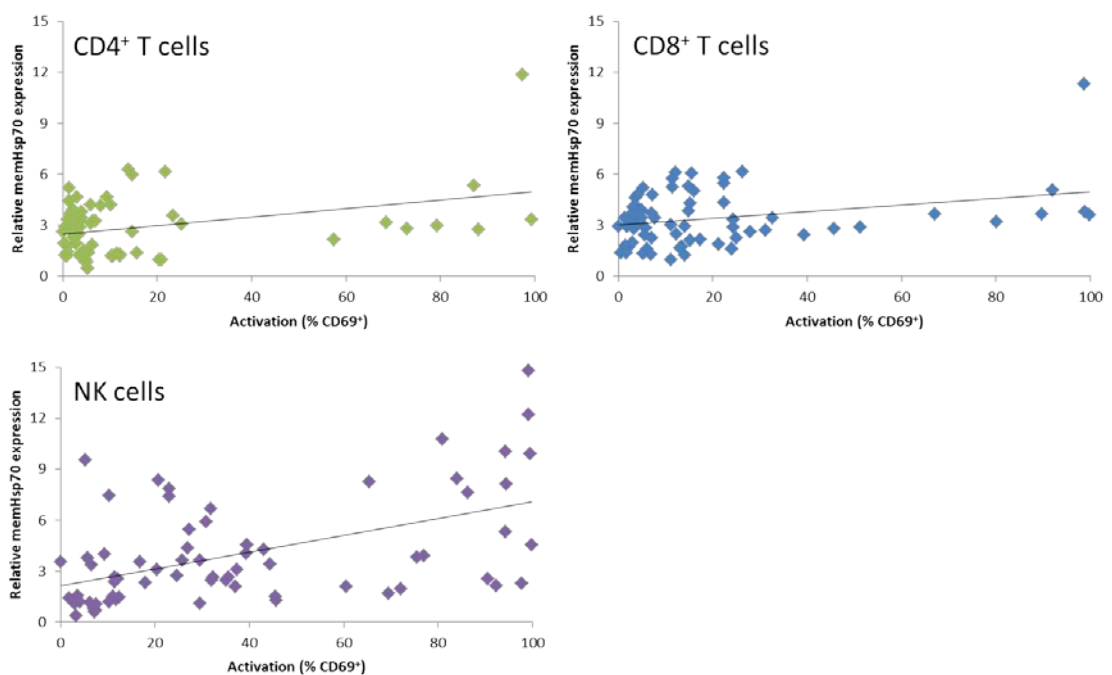 CD4⁺ T cells
Relative memHsp70 expression
15
12
9
6
3
0
0 20 40 60 80 100
Activation (% CD69⁺)
CD8⁺ T cells
Relative memHsp70 expression
15
12
9
6
3
0
0 20 40 60 80 100
Activation (% CD69⁺)
NK cells
Relative memHsp70 expression
15
12
9
6
3
0
0 20 40 60 80 100
Activation (% CD69⁺)